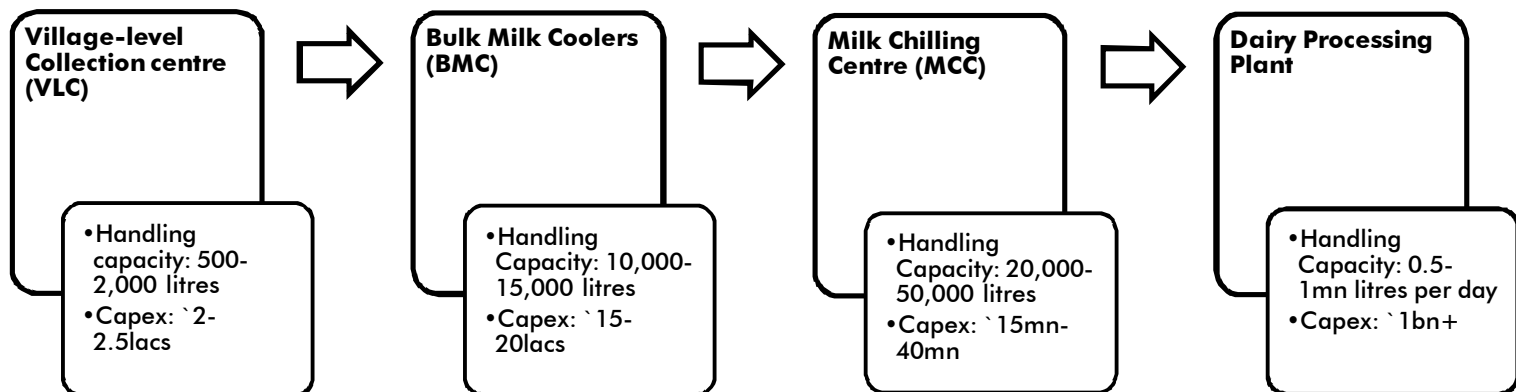 Village-level
Collection centre
(VLC)
•Handling
capacity: 500-
2,000 litres
•Capex: `2-
2.5lacs
Bulk Milk Coolers
(BMC)
•Handling
Capacity: 10,000-
15,000 litres
•Capex: `15-
20lacs
Milk Chilling
Centre (MCC)
•Handling
Capacity: 20,000-
50,000 litres
•Capex: `15mn-
40mn
Dairy Processing
Plant
•Handling
Capacity: 0.5-
1mn litres per day
•Capex: `1bn+